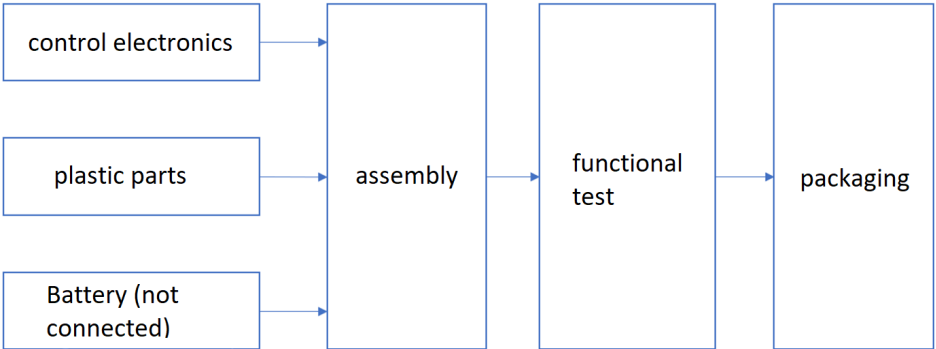 control electronics
plastic parts
Battery (not
connected)
assembly
functional
test
packaging